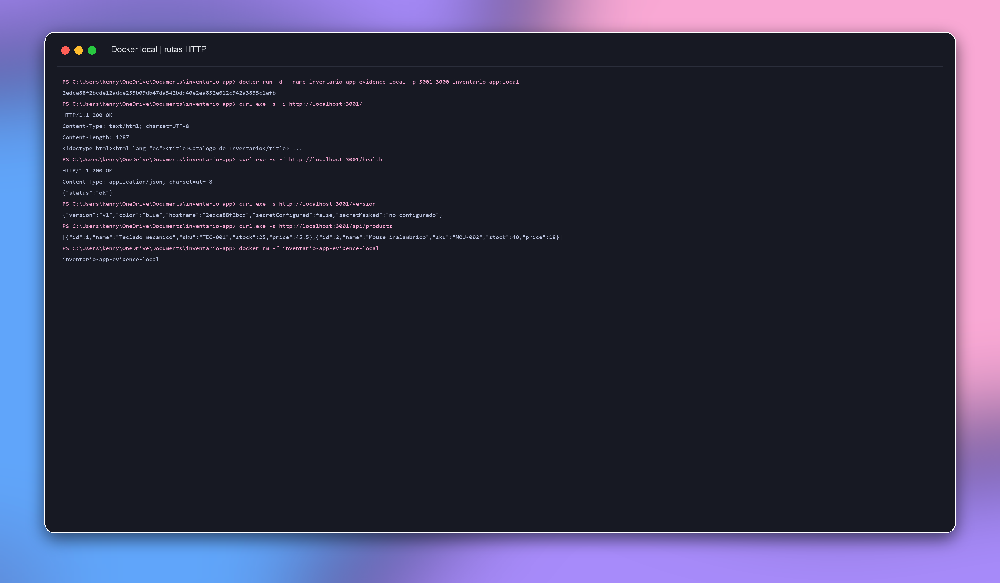 Docker local | rutas HTTP
PS C:\Users\kenny\OneDrive\Documents\inventario-app> docker run -d --name inventario-app-evidence-local -p 3001:3000 inventario-app:local
2edca88f2bcde12adce255b09db47da542bdd40e2ea832e612c942a3835c1afb
PS C:\Users\kenny\OneDrive\Documents\inventario-app> curl.exe -s -i http://localhost:3001/
HTTP/1.1 200 OK
Content-Type: text/html; charset=UTF-8
Content-Length: 1287
<!doctype html><html lang="es"><title>Catalogo de Inventario</title> ...
PS C:\Users\kenny\OneDrive\Documents\inventario-app> curl.exe -s -i http://localhost:3001/health
HTTP/1.1 200 OK
Content-Type: application/json; charset=utf-8
{"status":"ok"}
PS C:\Users\kenny\OneDrive\Documents\inventario-app> curl.exe -s http://localhost:3001/version
{"version":"v1","color":"blue","hostname":"2edca88f2bcd","secretConfigured":false,"secretMasked":"no-configurado"}
PS C:\Users\kenny\OneDrive\Documents\inventario-app> curl.exe -s http://localhost:3001/api/products
[{"id":1,"name":"Teclado mecanico","sku":"TEC-001","stock":25,"price":45.5},{"id":2,"name":"Mouse inalambrico","sku":"MOU-002","stock":40,"price":18}]
PS C:\Users\kenny\OneDrive\Documents\inventario-app> docker rm -f inventario-app-evidence-local
inventario-app-evidence-local